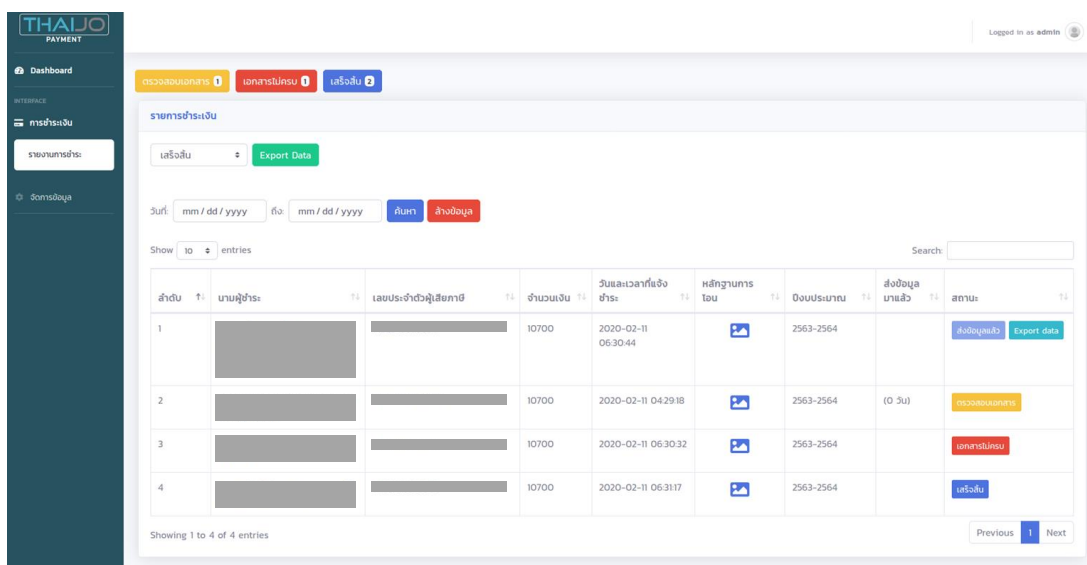 THAIJO
PAYMENT
Logged in as admin
Dashboard
ตรวจสอบเอกสาร 1 เอกสารไม่ครบ 1 เสร็จสิ้น 2
INTERFACE
การชำระเงิน
รายงานการชำระ
จัดการข้อมูล
รายการชำระเงิน
เสร็จสิ้น Export Data
วันที่: mm / dd / yyyy ถึง: mm / dd / yyyy ค้นหา ล้างข้อมูล
Show 10 entries Search:
ลำดับ นามผู้ชำระ เลขประจำตัวผู้เสียภาษี จำนวนเงิน วันและเวลาที่แจ้ง
ชำระ หลักฐานการ
โอน ปีงบประมาณ ส่งข้อมูล
มาแล้ว สถานะ
1 10700 2020-02-11
06:30:44 2563-2564 ส่งข้อมูลแล้ว Export data
2 10700 2020-02-11 04:29:18 2563-2564 (0 วัน) ตรวจสอบเอกสาร
3 10700 2020-02-11 06:30:32 2563-2564 เอกสารไม่ครบ
4 10700 2020-02-11 06:31:17 2563-2564 เสร็จสิ้น
Showing 1 to 4 of 4 entries Previous 1 Next